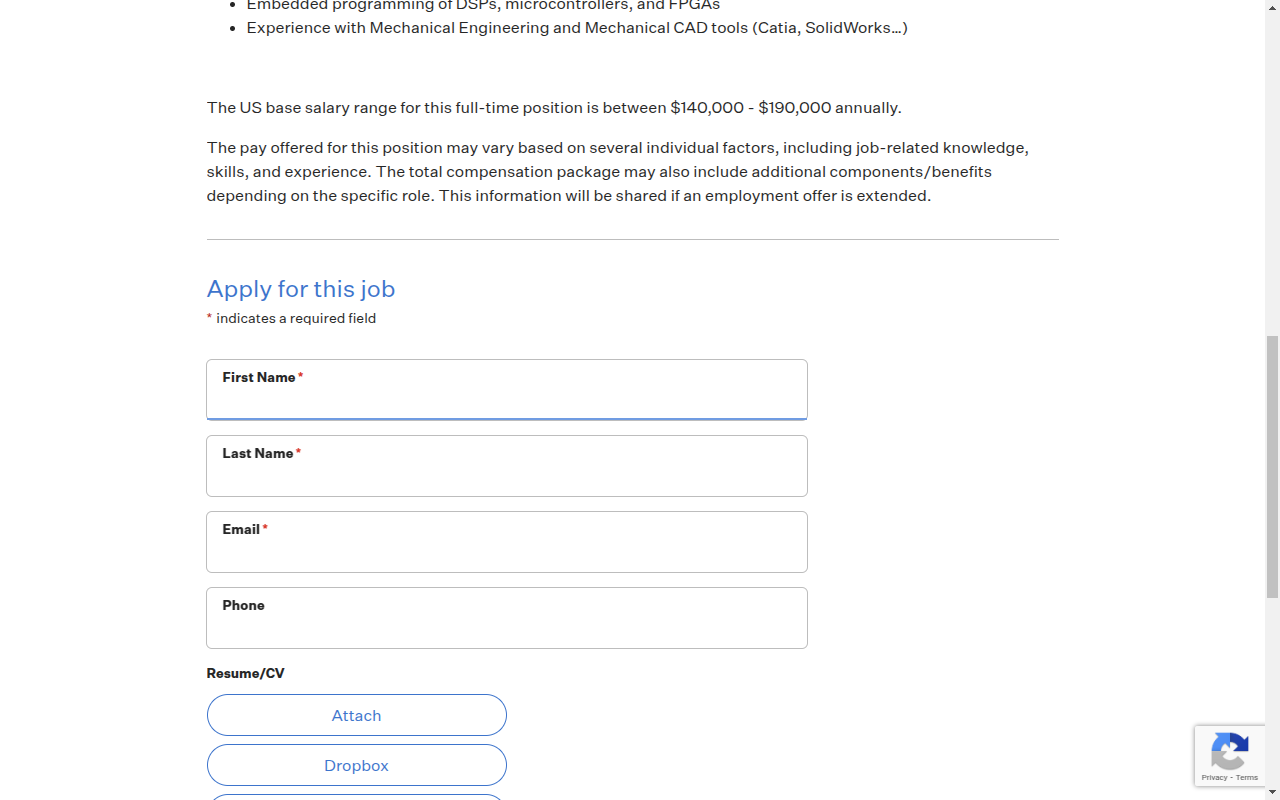 Embedded programming of DSPs, microcontrollers, and FPGAs
Experience with Mechanical Engineering and Mechanical CAD tools (Catia, SolidWorks…)
The US base salary range for this full-time position is between $140,000 - $190,000 annually.
The pay offered for this position may vary based on several individual factors, including job-related knowledge,
skills, and experience. The total compensation package may also include additional components/benefits
depending on the specific role. This information will be shared if an employment offer is extended.
Apply for this job
* indicates a required field
First Name *
Last Name *
Email *
Phone
Resume/CV
Attach
Dropbox
Privacy - Terms